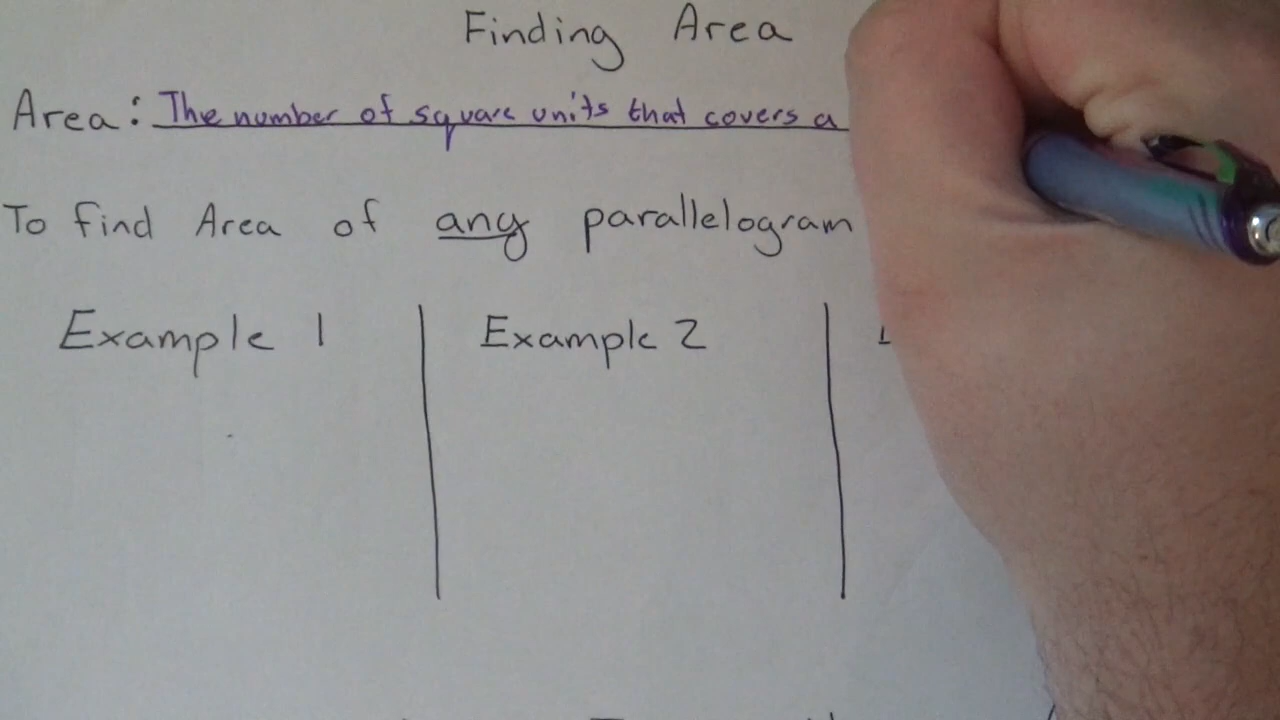 Finding Area
Area: The number of square units that covers a
To find Area of any parallelogram
Example 1
Example 2